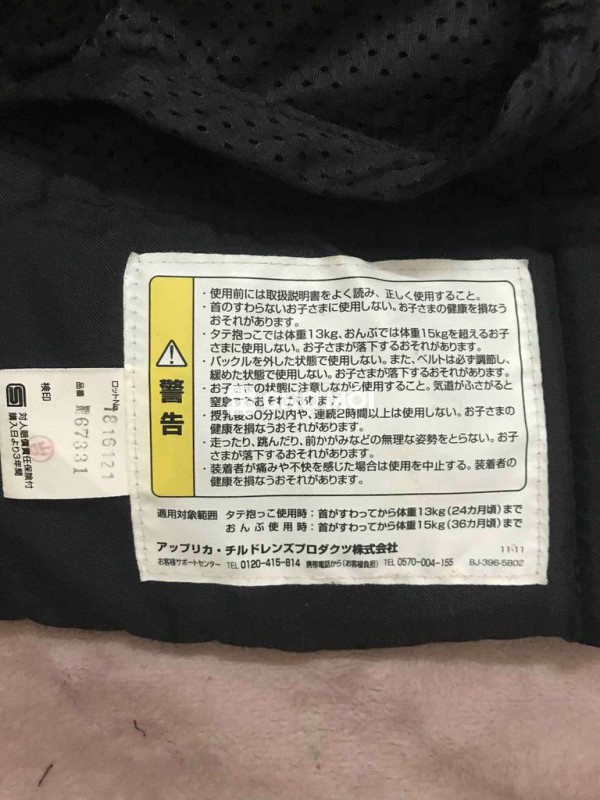 ・使用前には取扱説明書をよく読み、正しく使用すること。
・首のすわらないお子さまに使用しない。お子さまの健康を損なう
おそれがあります。
・タテ抱っこでは体重13kg、おんぶでは体重15kgを超えるお子
さまに使用しない。お子さまが落下するおそれがあります。
・バックルを外した状態で使用しない。また、ベルトは必ず調節し、
緩めた状態で使用しない。お子さまが落下するおそれがあります。
・お子さまの状態に注意しながら使用すること。気道がふさがると
窒息するおそれがあります。
・授乳後30分以内や、連続2時間以上は使用しない。お子さまの
健康を損なうおそれがあります。
・走ったり、跳んだり、前かがみなどの無理な姿勢をとらない。お子
さまが落下するおそれがあります。
・装着者が痛みや不快を感じた場合は使用を中止する。装着者の
健康を損なうおそれがあります。
警告
適用対象範囲 タテ抱っこ使用時:首がすわってから体重13kg(24カ月頃)まで
おんぶ使用時:首がすわってから体重15kg(36カ月頃)まで
アップリカ・チルドレンズプロダクツ株式会社 11-11
お客様サポートセンター TEL 0120-415-814 携帯電話から(お客様負担) TEL 0570-004-155 BJ-396-5B02
ロットNo.
品番 67331
検印
SG
対人賠償責任保険付
購入日より3年間